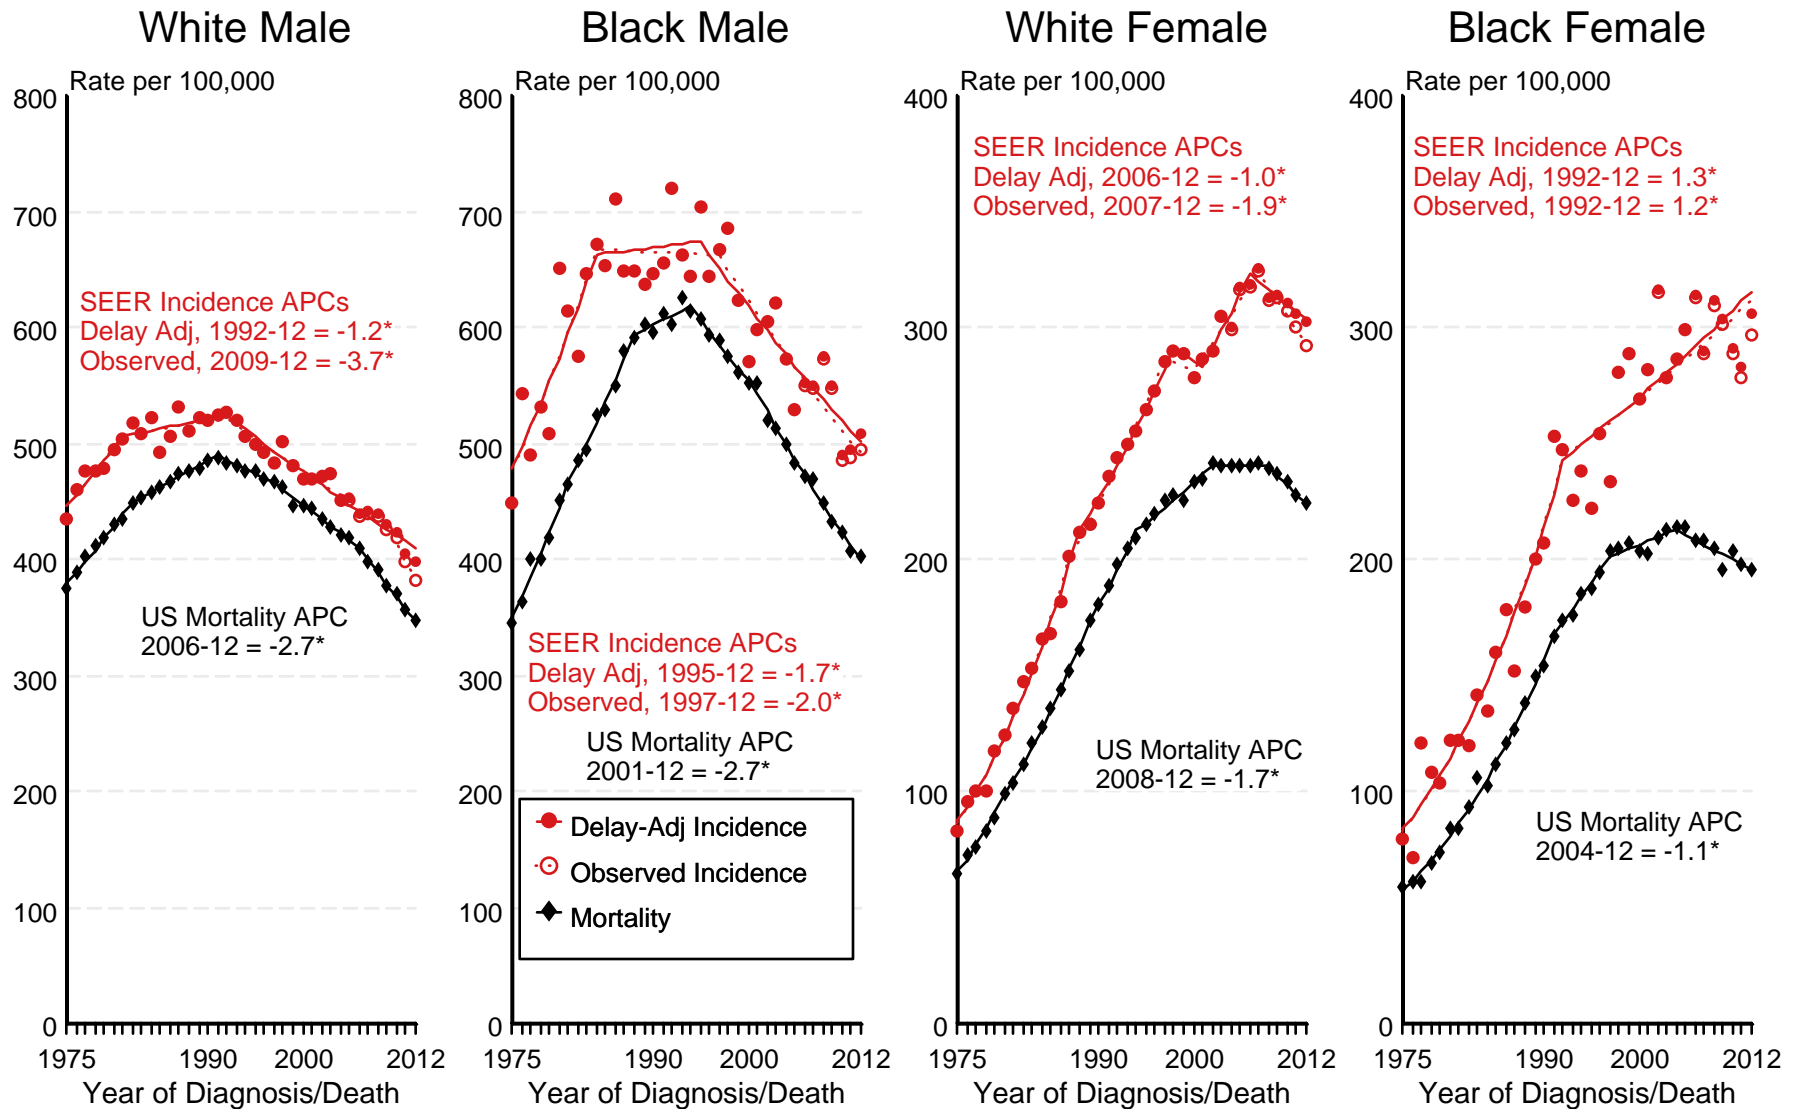 White Male
Rate per 100,000
800
700
600
500
400
300
200
100
0
SEER Incidence APCs
Delay Adj, 1992-12 = -1.2*
Observed, 2009-12 = -3.7*
US Mortality APC
2006-12 = -2.7*
1975
1990
2000
2012
Year of Diagnosis/Death
Black Male
Rate per 100,000
800
700
600
500
400
300
200
100
0
SEER Incidence APCs
Delay Adj, 1995-12 = -1.7*
Observed, 1997-12 = -2.0*
US Mortality APC
2001-12 = -2.7*
Delay-Adj Incidence
Observed Incidence
Mortality
1975
1990
2000
2012
Year of Diagnosis/Death
White Female
Rate per 100,000
400
300
200
100
0
SEER Incidence APCs
Delay Adj, 2006-12 = -1.0*
Observed, 2007-12 = -1.9*
US Mortality APC
2008-12 = -1.7*
1975
1990
2000
2012
Year of Diagnosis/Death
Black Female
Rate per 100,000
400
300
200
100
0
SEER Incidence APCs
Delay Adj, 1992-12 = 1.3*
Observed, 1992-12 = 1.2*
US Mortality APC
2004-12 = -1.1*
1975
1990
2000
2012
Year of Diagnosis/Death